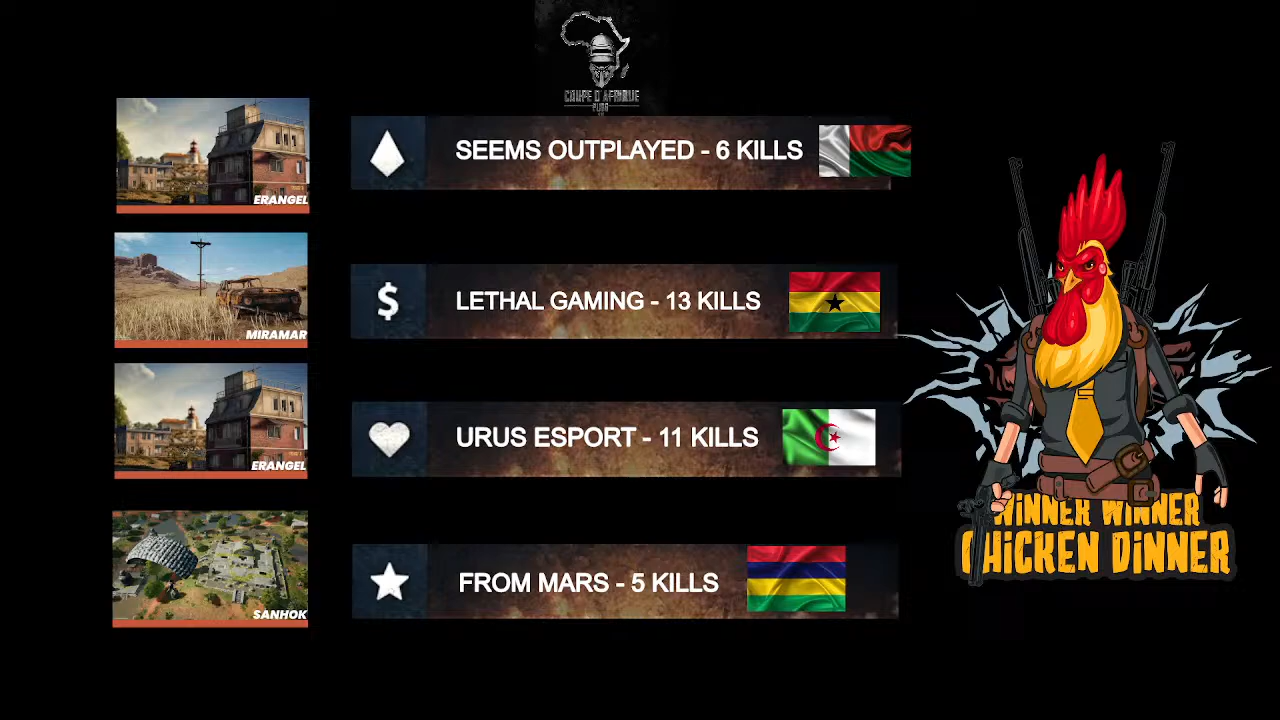 COUPE D'AFRIQUE
PUBG
ERANGEL
SEEMS OUTPLAYED - 6 KILLS
MIRAMAR
$
LETHAL GAMING - 13 KILLS
ERANGEL
URUS ESPORT - 11 KILLS
SANHOK
FROM MARS - 5 KILLS
WINNER WINNER
CHICKEN DINNER